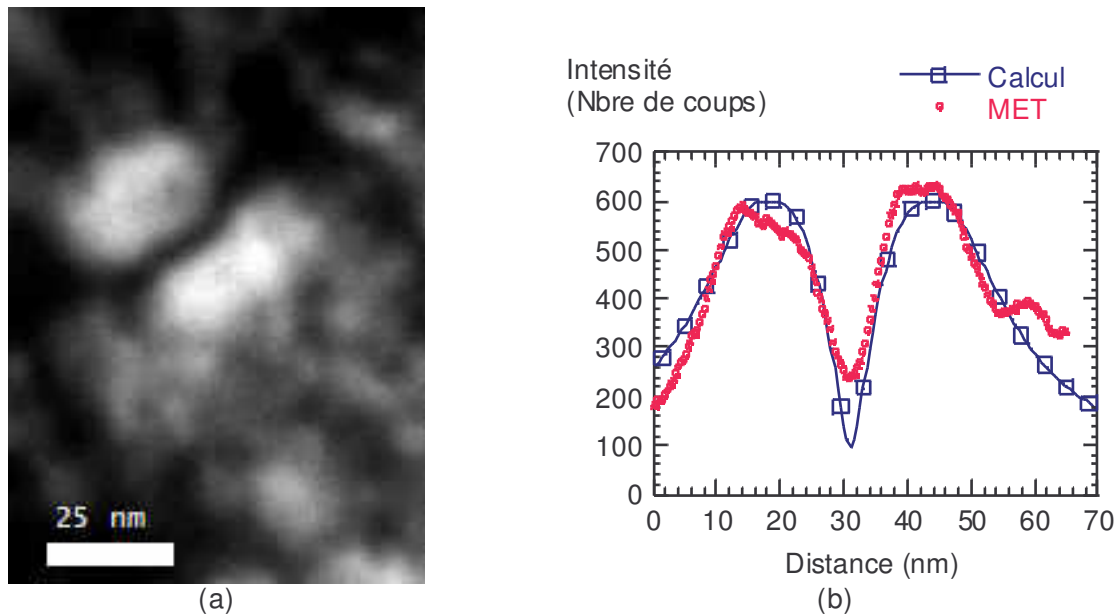 25 nm
(a)
Intensité
(Nbre de coups)
Calcul
MET
700
600
500
400
300
200
100
0
0 10 20 30 40 50 60 70
Distance (nm)
(b)